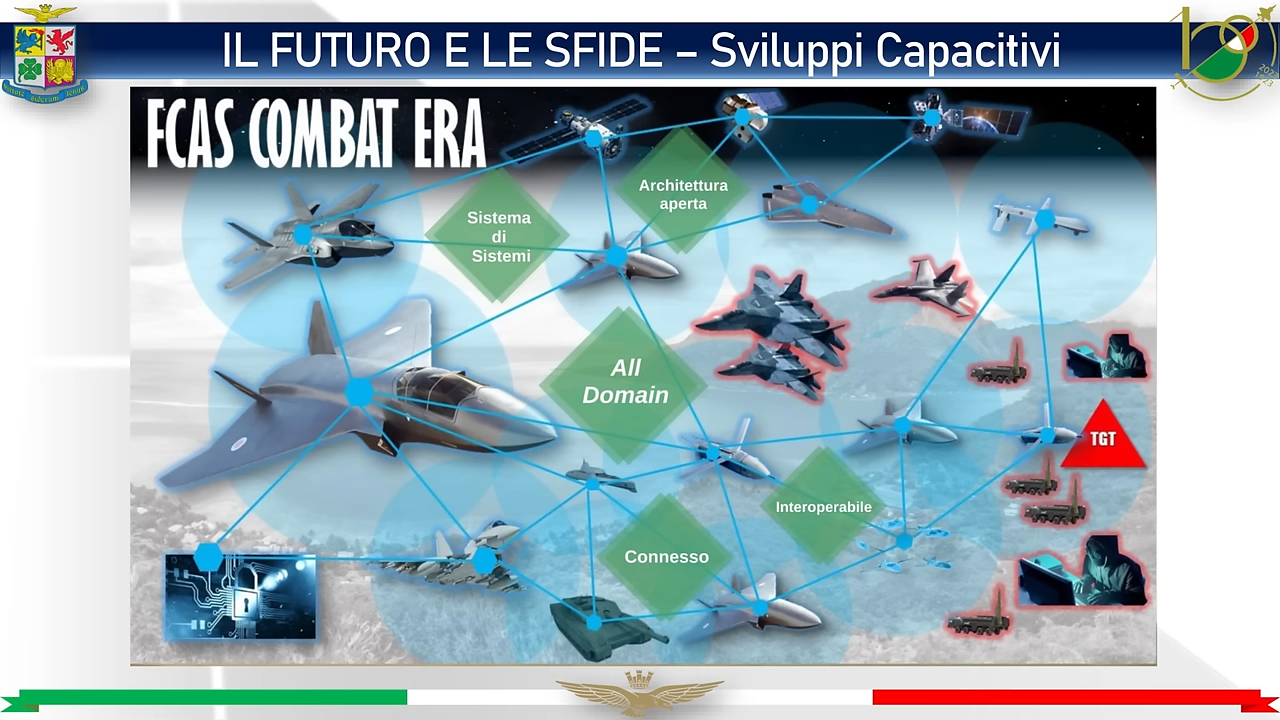 IL FUTURO E LE SFIDE – Sviluppi Capacitivi
FCAS COMBAT ERA
Architettura
aperta
Sistema
di
Sistemi
All
Domain
TGT
Interoperabile
Connesso